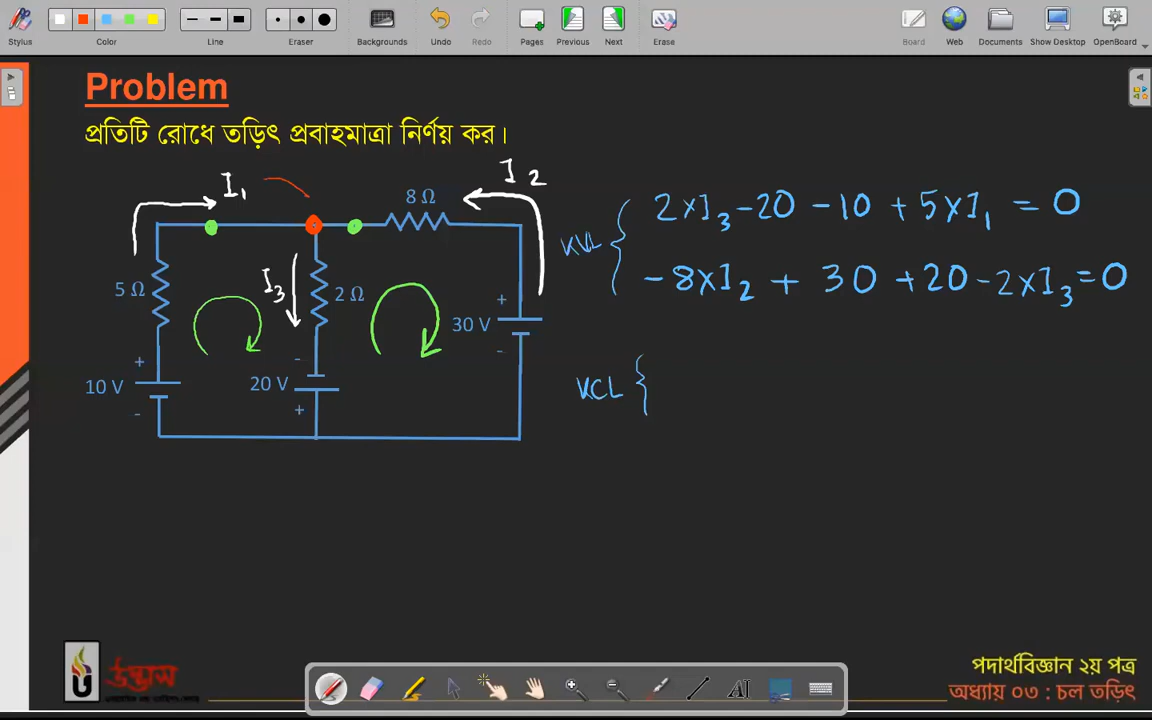 Stylus
Color
Line
Eraser
Backgrounds
Undo
Redo
Pages
Previous
Next
Erase
Board
Web
Documents
Show Desktop
OpenBoard
Problem
প্রতিটি রোধে তড়িৎ প্রবাহমাত্রা নির্ণয় কর।
I₁
I₂
8 Ω
5 Ω
I₃
2 Ω
+
30 V
-
+
10 V
-
-
20 V
+
KVL
2×I₃-20-10+5×I₁=0
-8×I₂+30+20-2×I₃=0
KCL
উদ্ভাস
পদার্থবিজ্ঞান ২য় পত্র
অধ্যায় ০৩ : চল তড়িৎ